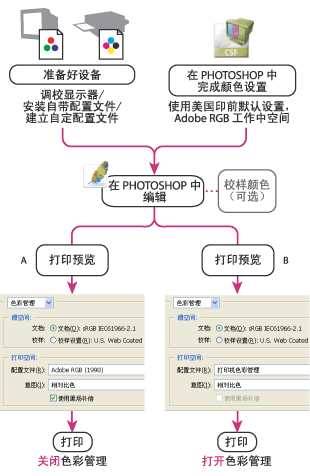 准备好设备
调校显示器/
安装自带配置文件/
建立自定配置文件
CSF
在 PHOTOSHOP 中
完成颜色设置
使用美国印前默认设置，
Adobe RGB 工作中空间
在 PHOTOSHOP 中
编辑
校样颜色
(可选)
A
打印预览
打印预览
B
色彩管理
源空间:
文档: 文档(D): sRGB IEC61966-2.1
校样: 校样设置(R): U.S. Web Coated
打印空间:
配置文件(R): Adobe RGB (1998)
意图(I): 相对比色
使用黑场补偿
色彩管理
源空间:
文档: 文档(D): sRGB IEC61966-2.1
校样: 校样设置(R): U.S. Web Coated
打印空间:
配置文件(R): 打印机色彩管理
意图(I): 相对比色
使用黑场补偿
打印
关闭色彩管理
打印
打开色彩管理